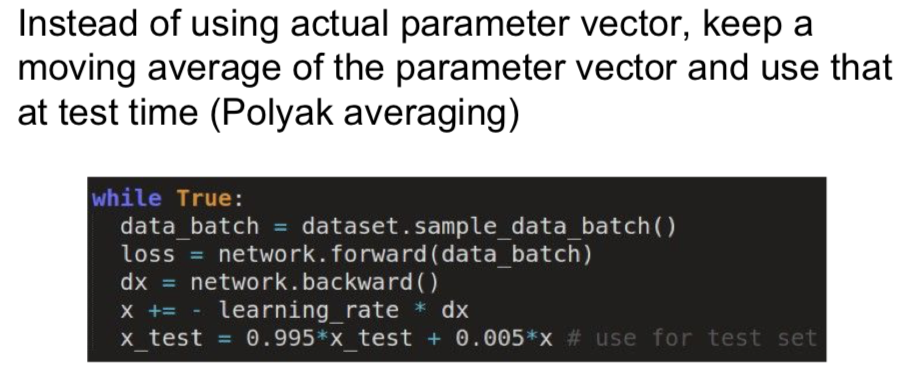 Instead of using actual parameter vector, keep a
moving average of the parameter vector and use that
at test time (Polyak averaging)
while True:
  data_batch = dataset.sample_data_batch()
  loss = network.forward(data_batch)
  dx = network.backward()
  x += - learning_rate * dx
  x_test = 0.995*x_test + 0.005*x # use for test set